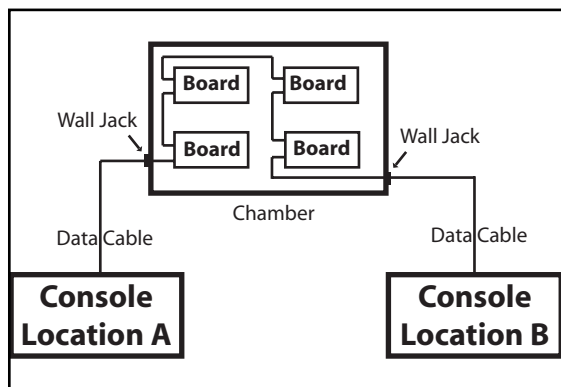 Board
Board
Wall Jack
Board
Board
Wall Jack
Chamber
Data Cable
Data Cable
Console
Location A
Console
Location B